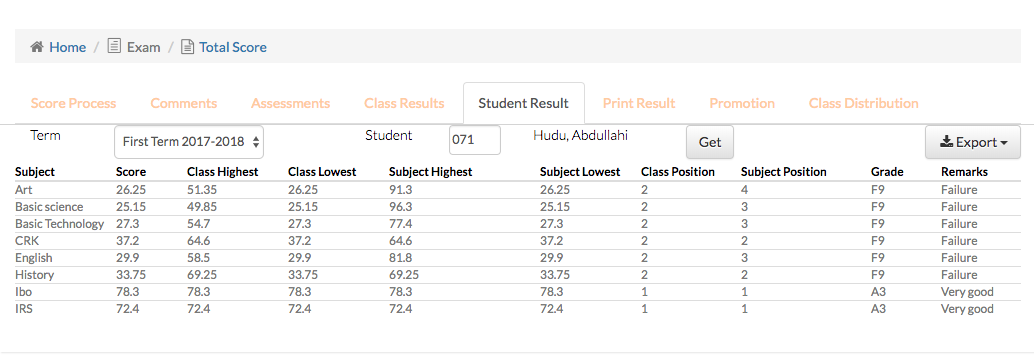 Home / Exam / Total Score
Score Process Comments Assessments Class Results Student Result Print Result Promotion Class Distribution
Term First Term 2017-2018 Student 071 Hudu, Abdullahi Get Export
Subject Score Class Highest Class Lowest Subject Highest Subject Lowest Class Position Subject Position Grade Remarks
Art 26.25 51.35 26.25 91.3 26.25 2 4 F9 Failure
Basic science 25.15 49.85 25.15 96.3 25.15 2 3 F9 Failure
Basic Technology 27.3 54.7 27.3 77.4 27.3 2 3 F9 Failure
CRK 37.2 64.6 37.2 64.6 37.2 2 2 F9 Failure
English 29.9 58.5 29.9 81.8 29.9 2 3 F9 Failure
History 33.75 69.25 33.75 69.25 33.75 2 2 F9 Failure
Ibo 78.3 78.3 78.3 78.3 78.3 1 1 A3 Very good
IRS 72.4 72.4 72.4 72.4 72.4 1 1 A3 Very good